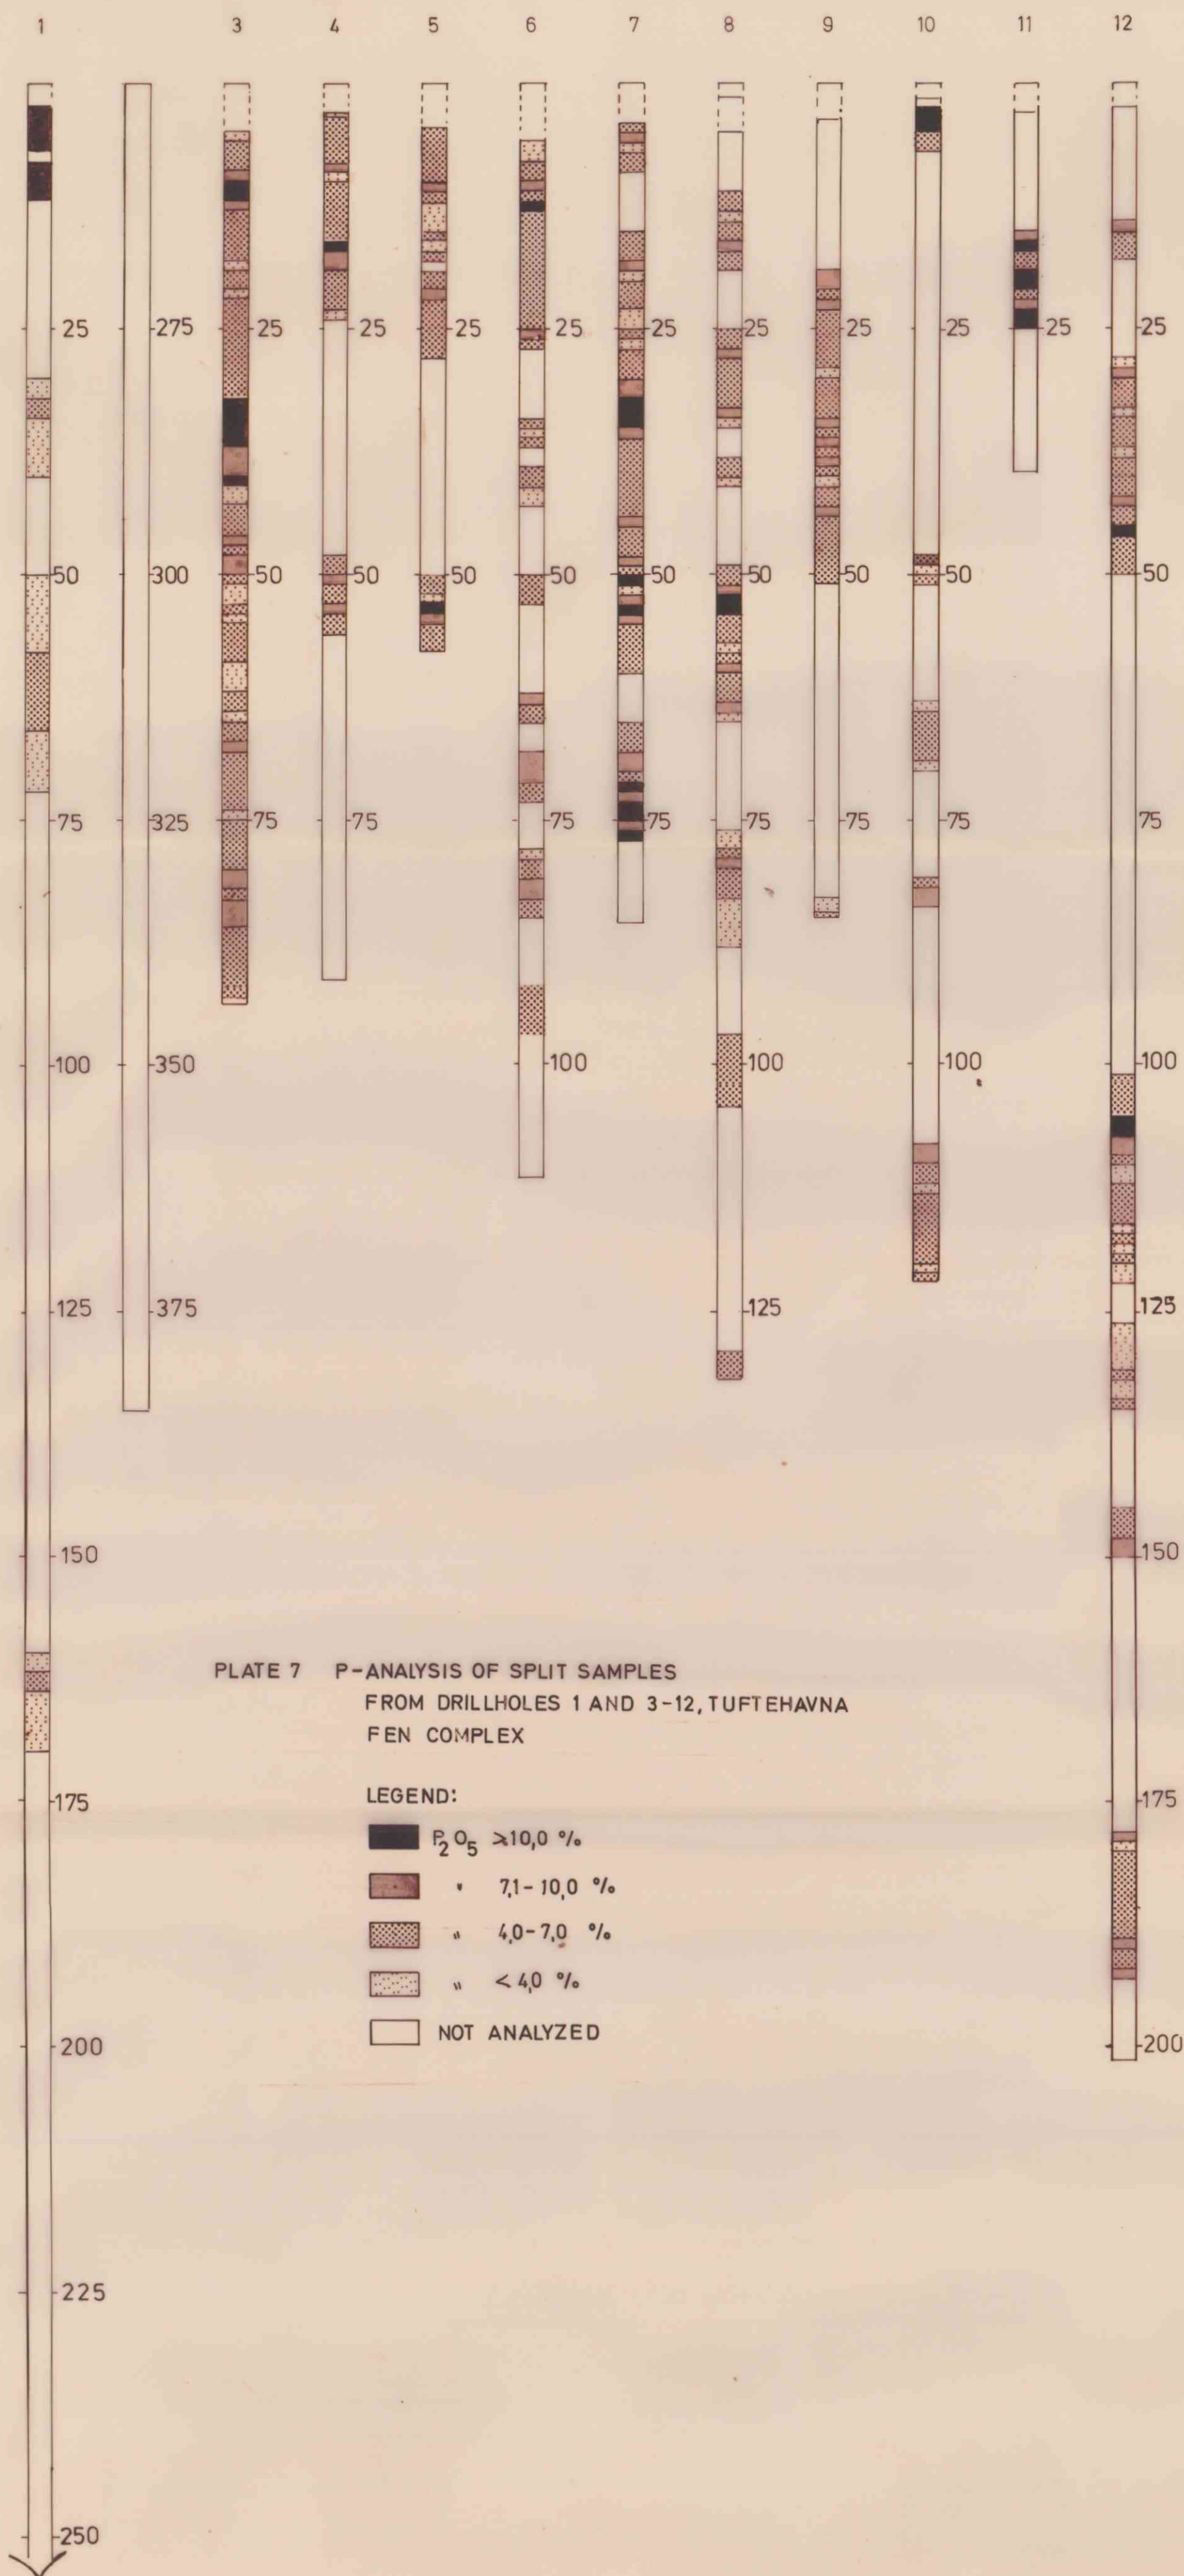 1 3 4 5 6 7 8 9 10 11 12
25 275 25 25 25 25 25 25 25 25 25 25
50 300 50 50 50 50 50 50 50 50
75 325 75 75 75 75 75 75 75 75
100 350 100 100 100 100
125 375 125 125
150 150
PLATE 7 P-ANALYSIS OF SPLIT SAMPLES
FROM DRILLHOLES 1 AND 3-12, TUFTEHAVNA
FEN COMPLEX
LEGEND:
175 175
P2O5 ⩾10,0 %
" 7,1-10,0 %
" 4,0-7,0 %
" < 4,0 %
NOT ANALYZED
200 200
225
250